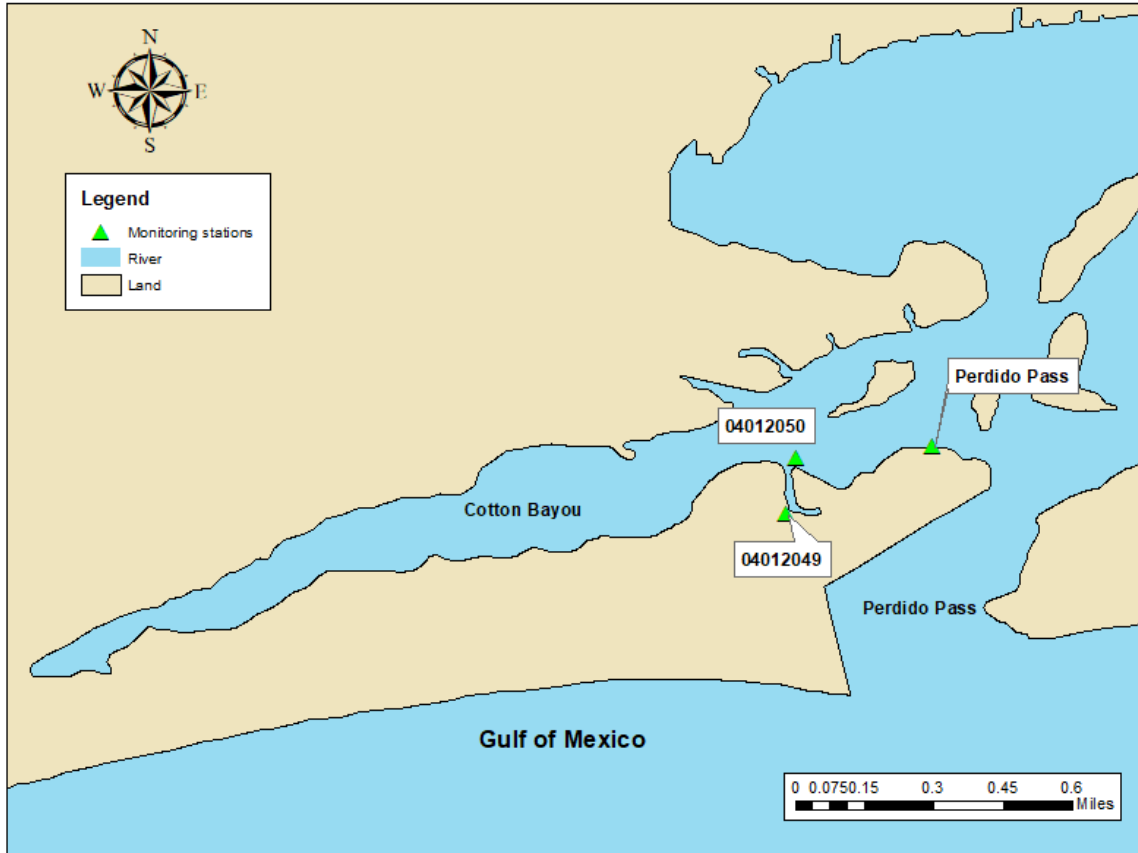 N
W E
S
Legend
Monitoring stations
River
Land
Perdido Pass
04012050
Cotton Bayou
04012049
Perdido Pass
Gulf of Mexico
0 0.0750.15 0.3 0.45 0.6
Miles